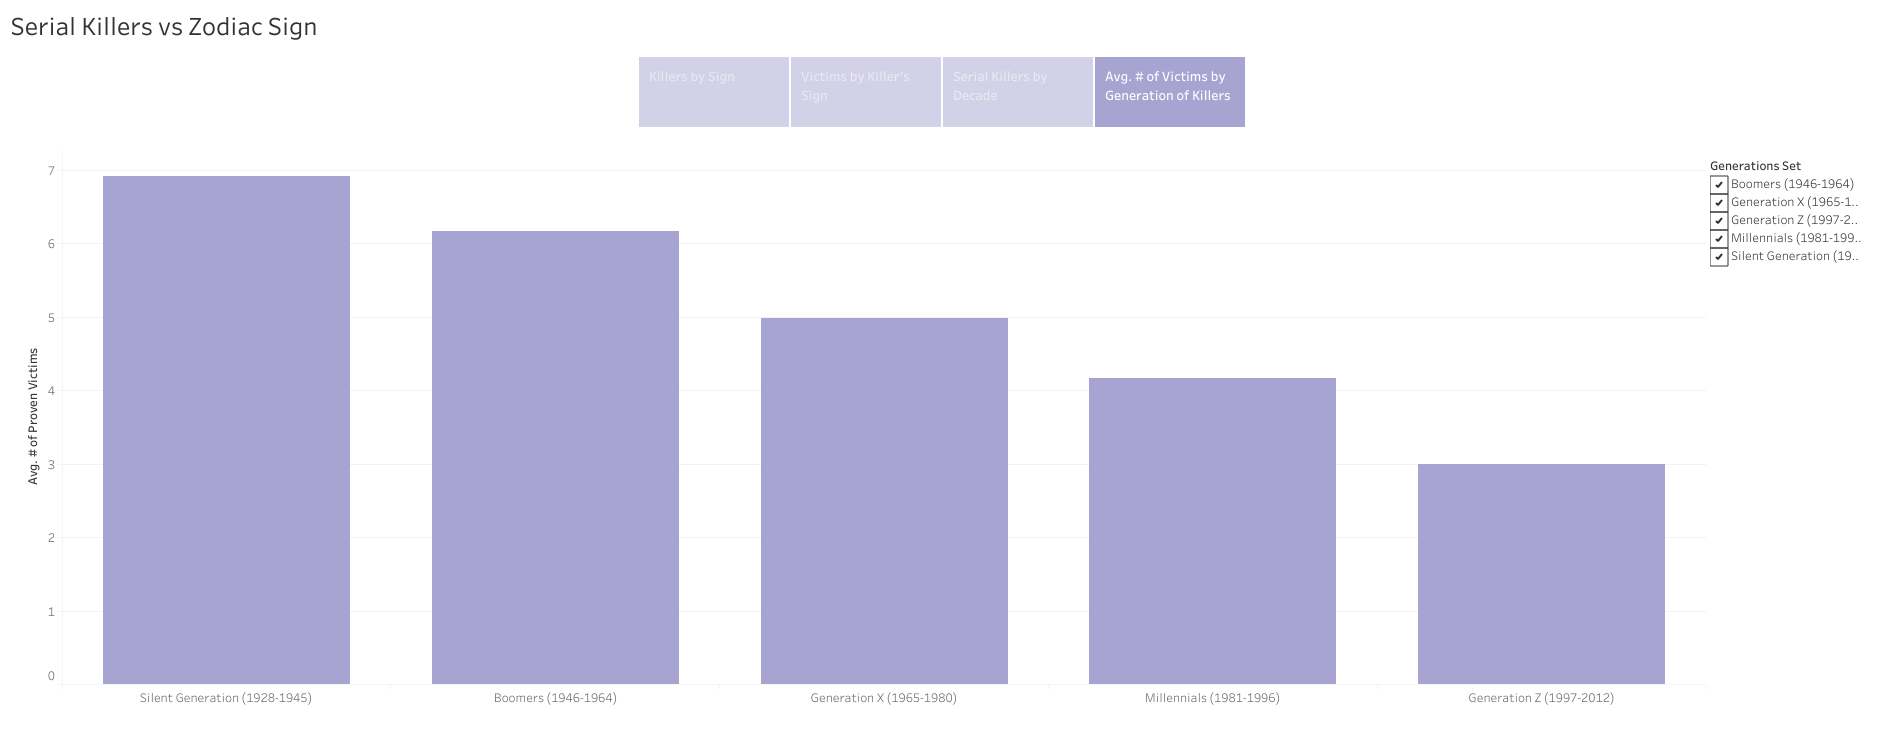 Serial Killers vs Zodiac Sign
Killers by Sign
Victims by Killer's
Sign
Serial Killers by
Decade
Avg. # of Victims by
Generation of Killers
Generations Set
Boomers (1946-1964)
Generation X (1965-1..
Generation Z (1997-2..
Millennials (1981-199..
Silent Generation (19..
Avg. # of Proven Victims
7
6
5
4
3
2
1
0
Silent Generation (1928-1945)
Boomers (1946-1964)
Generation X (1965-1980)
Millennials (1981-1996)
Generation Z (1997-2012)